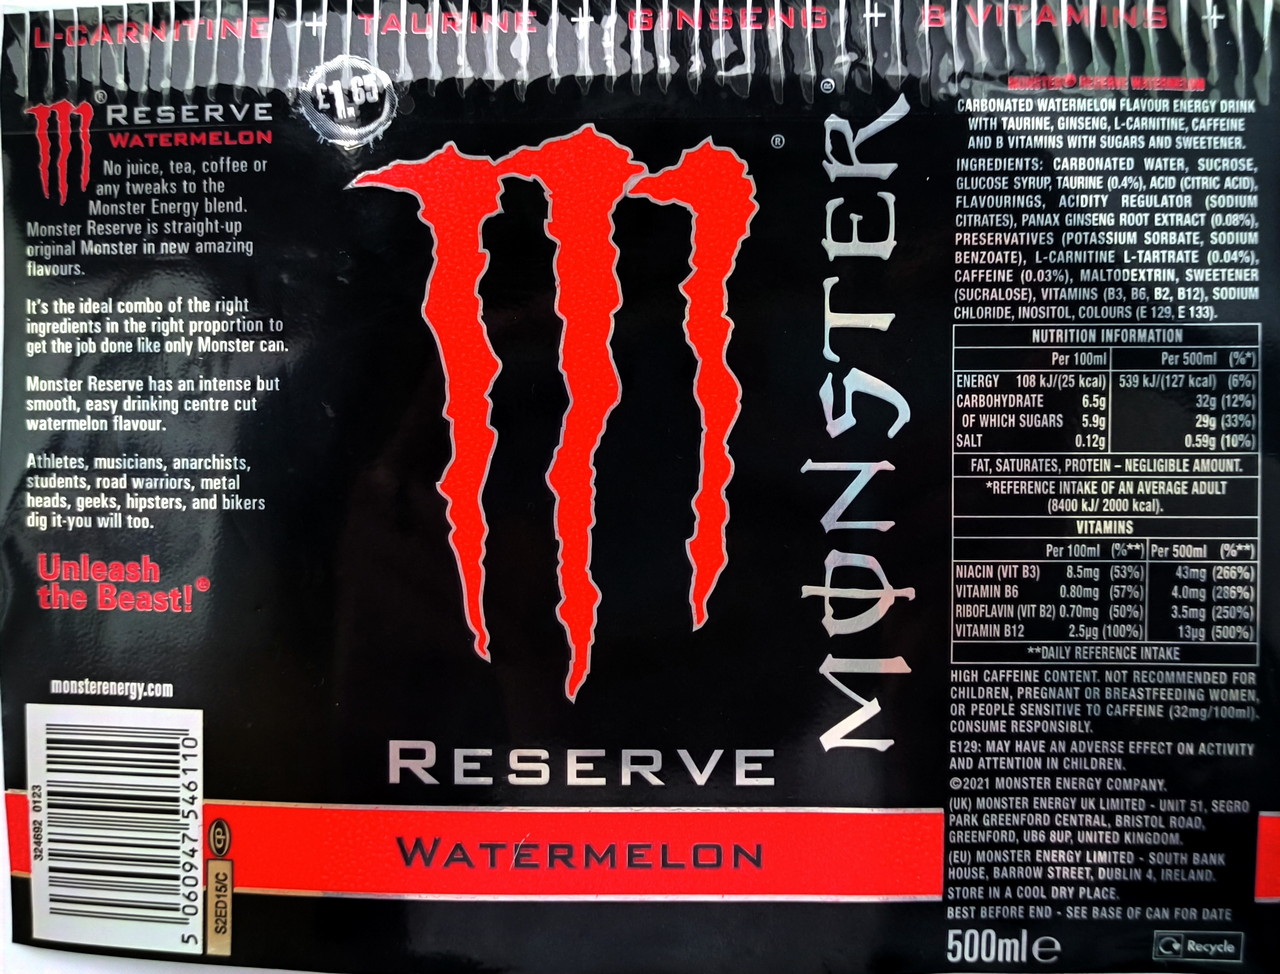 L-CARNITINE + TAURINE + GINSENG + B VITAMINS +
RESERVE
WATERMELON
No juice, tea, coffee or
any tweaks to the
Monster Energy blend.
Monster Reserve is straight-up
original Monster in new amazing
flavours.
It's the ideal combo of the right
ingredients in the right proportion to
get the job done like only Monster can.
Monster Reserve has an intense but
smooth, easy drinking centre cut
watermelon flavour.
Athletes, musicians, anarchists,
students, road warriors, metal
heads, geeks, hipsters, and bikers
dig it-you will too.
Unleash
the Beast!®
monsterenergy.com
324692 0123
5 060947 546110
CP
S2ED15/C
£1.65
®
MONSTER®
RESERVE
WATERMELON
MONSTER® RESERVE WATERMELON
CARBONATED WATERMELON FLAVOUR ENERGY DRINK
WITH TAURINE, GINSENG, L-CARNITINE, CAFFEINE
AND B VITAMINS WITH SUGARS AND SWEETENER.
INGREDIENTS: CARBONATED WATER, SUCROSE,
GLUCOSE SYRUP, TAURINE (0.4%), ACID (CITRIC ACID),
FLAVOURINGS, ACIDITY REGULATOR (SODIUM
CITRATES), PANAX GINSENG ROOT EXTRACT (0.08%),
PRESERVATIVES (POTASSIUM SORBATE, SODIUM
BENZOATE), L-CARNITINE L-TARTRATE (0.04%),
CAFFEINE (0.03%), MALTODEXTRIN, SWEETENER
(SUCRALOSE), VITAMINS (B3, B6, B2, B12), SODIUM
CHLORIDE, INOSITOL, COLOURS (E 129, E 133).
NUTRITION INFORMATION
Per 100ml Per 500ml (%*)
ENERGY 108 kJ/(25 kcal) 539 kJ/(127 kcal) (6%)
CARBOHYDRATE 6.5g 32g (12%)
OF WHICH SUGARS 5.9g 29g (33%)
SALT 0.12g 0.59g (10%)
FAT, SATURATES, PROTEIN – NEGLIGIBLE AMOUNT.
*REFERENCE INTAKE OF AN AVERAGE ADULT
(8400 kJ/ 2000 kcal).
VITAMINS
Per 100ml (%**) Per 500ml (%**)
NIACIN (VIT B3) 8.5mg (53%) 43mg (266%)
VITAMIN B6 0.80mg (57%) 4.0mg (286%)
RIBOFLAVIN (VIT B2) 0.70mg (50%) 3.5mg (250%)
VITAMIN B12 2.5µg (100%) 13µg (500%)
**DAILY REFERENCE INTAKE
HIGH CAFFEINE CONTENT. NOT RECOMMENDED FOR
CHILDREN, PREGNANT OR BREASTFEEDING WOMEN,
OR PEOPLE SENSITIVE TO CAFFEINE (32mg/100ml).
CONSUME RESPONSIBLY.
E129: MAY HAVE AN ADVERSE EFFECT ON ACTIVITY
AND ATTENTION IN CHILDREN.
©2021 MONSTER ENERGY COMPANY.
(UK) MONSTER ENERGY UK LIMITED - UNIT 51, SEGRO
PARK GREENFORD CENTRAL, BRISTOL ROAD,
GREENFORD, UB6 8UP, UNITED KINGDOM.
(EU) MONSTER ENERGY LIMITED - SOUTH BANK
HOUSE, BARROW STREET, DUBLIN 4, IRELAND.
STORE IN A COOL DRY PLACE.
BEST BEFORE END - SEE BASE OF CAN FOR DATE
500ml e
Recycle